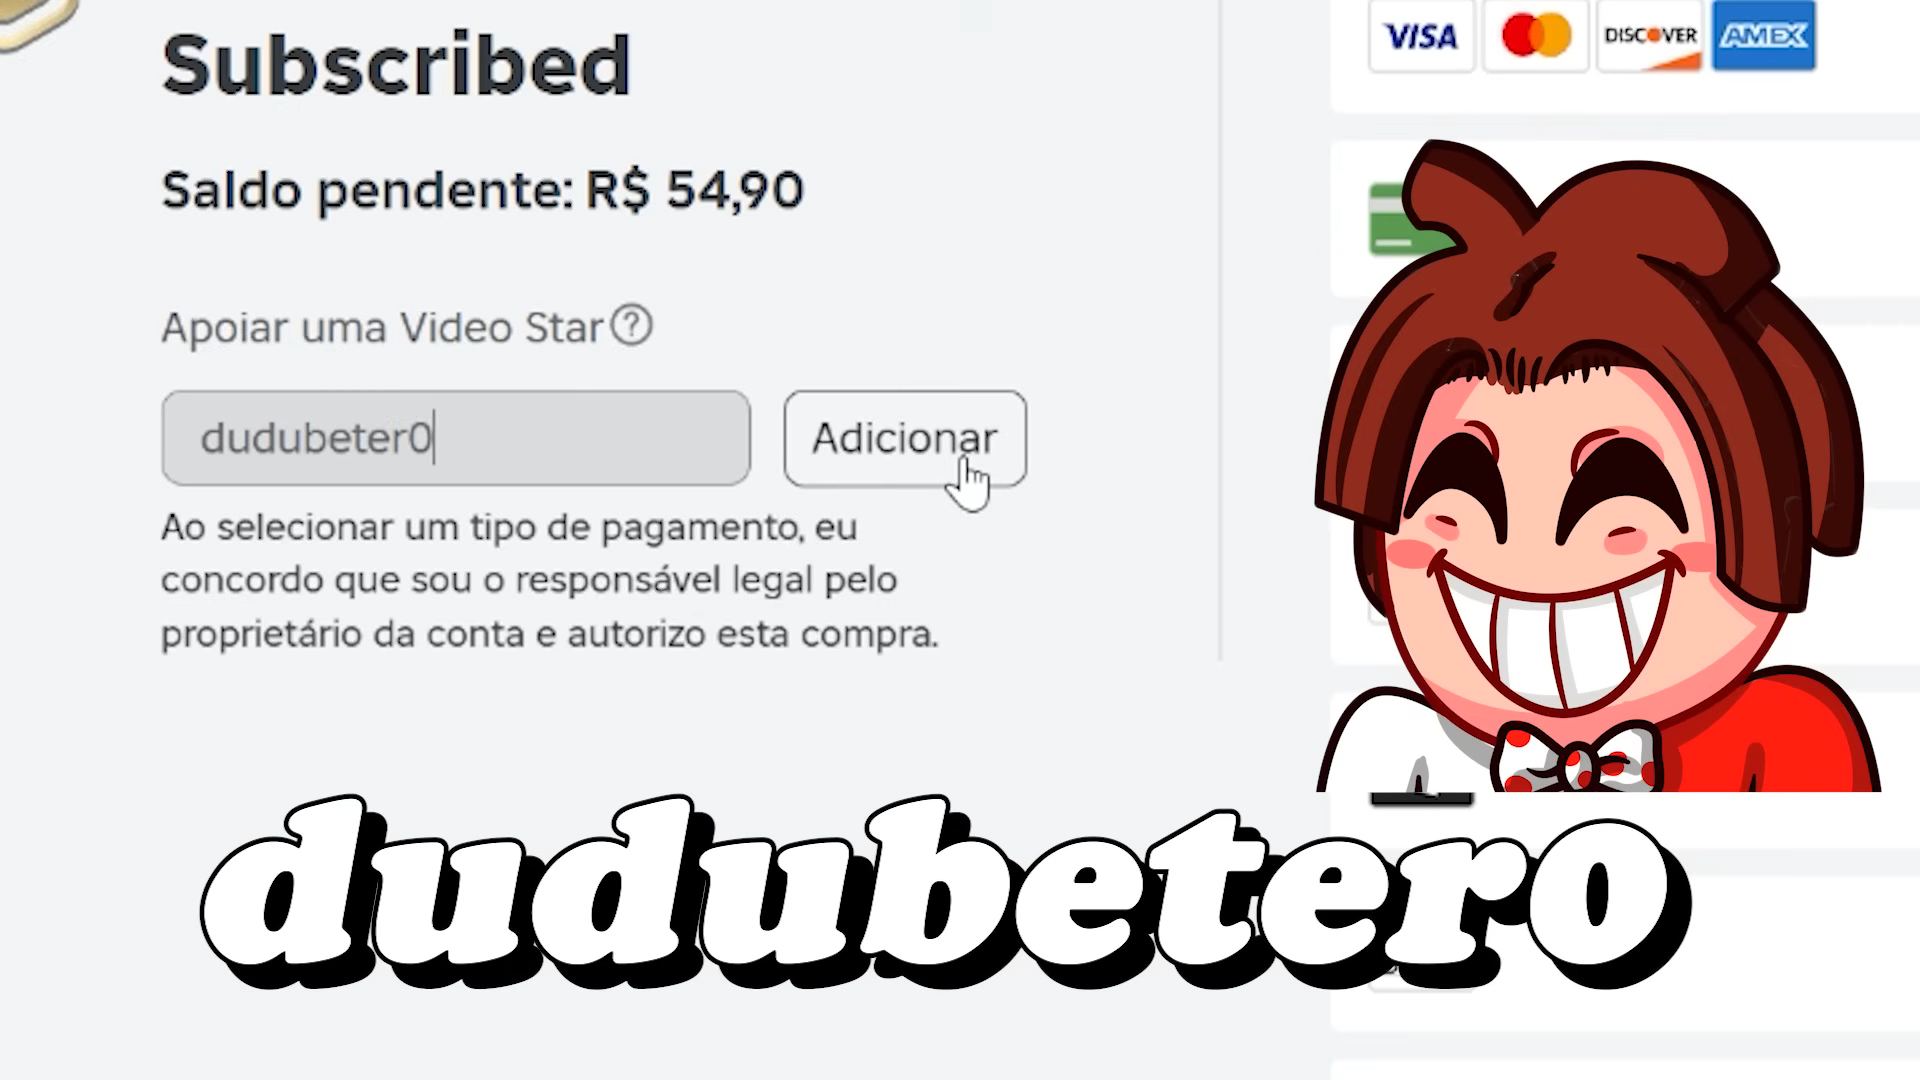 Subscribed
Saldo pendente: R$ 54,90
Apoiar uma Video Star ?
dudubeter0
Adicionar
Ao selecionar um tipo de pagamento, eu
concordo que sou o responsável legal pelo
proprietário da conta e autorizo esta compra.
VISA
DISCOVER
AMEX
dudubeter0